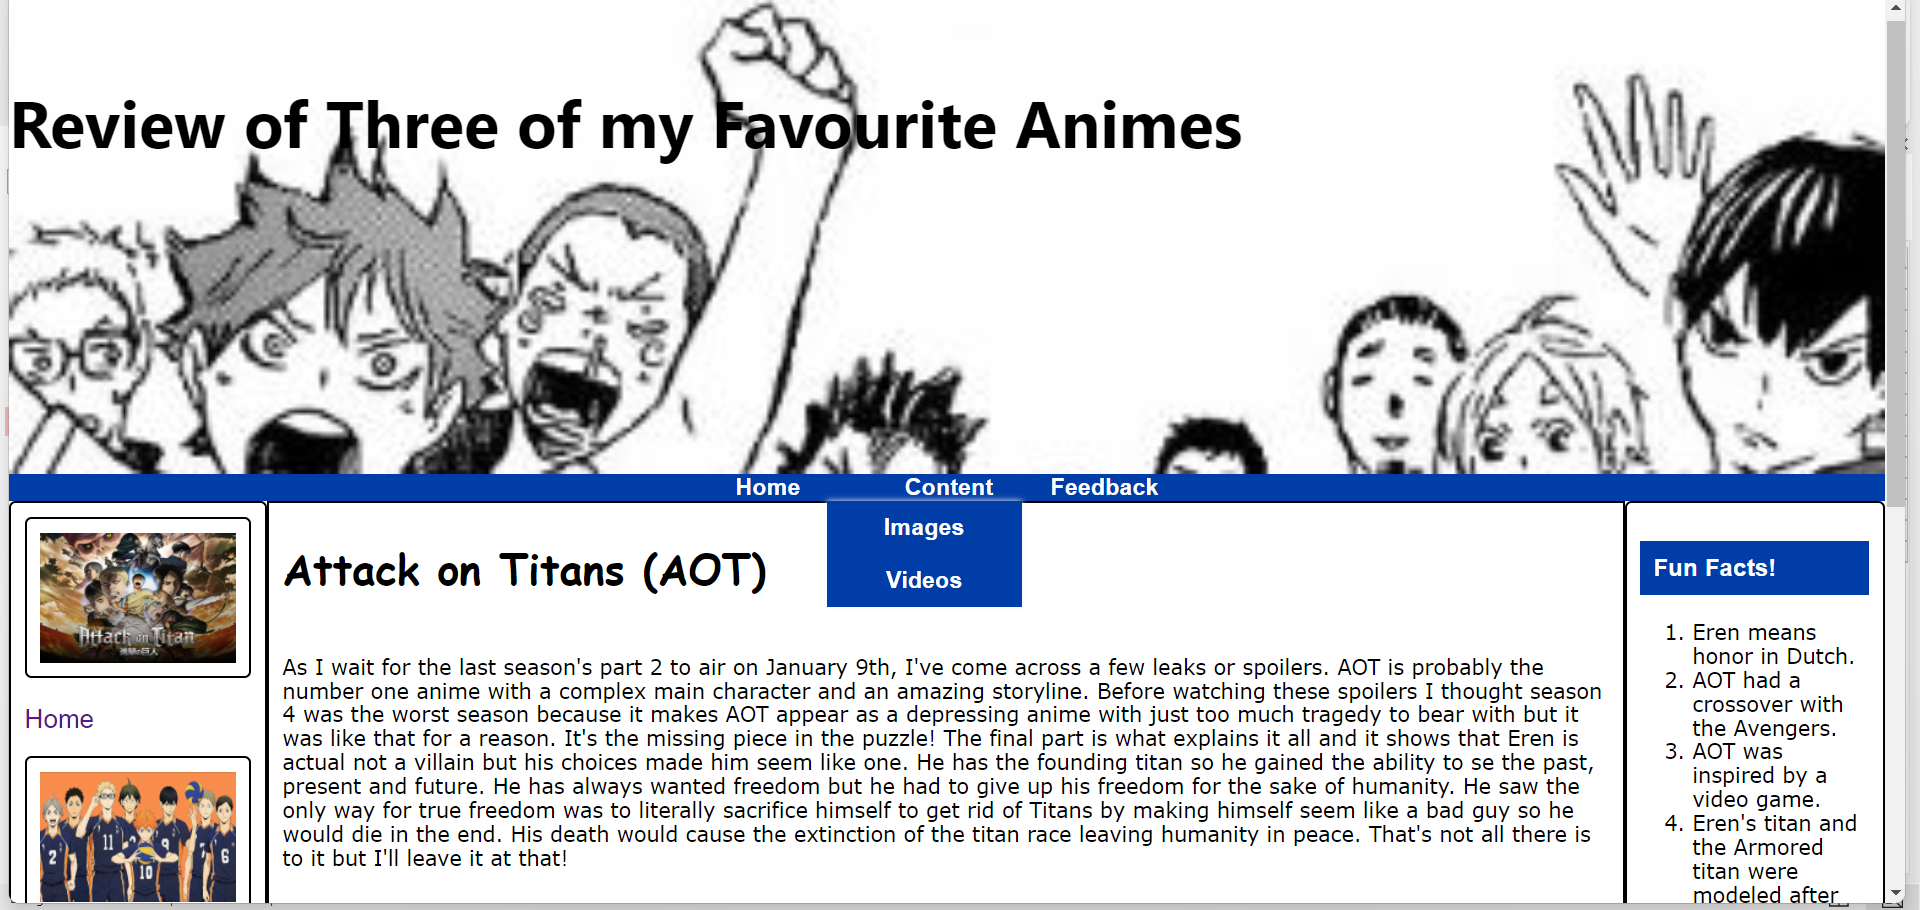 Review of Three of my Favourite Animes
Home Content Feedback
Images
Videos
Attack on Titan
進撃の巨人
Home
2 11 9 7 6
10
Attack on Titans (AOT)
As I wait for the last season's part 2 to air on January 9th, I've come across a few leaks or spoilers. AOT is probably the
number one anime with a complex main character and an amazing storyline. Before watching these spoilers I thought season
4 was the worst season because it makes AOT appear as a depressing anime with just too much tragedy to bear with but it
was like that for a reason. It's the missing piece in the puzzle! The final part is what explains it all and it shows that Eren is
actual not a villain but his choices made him seem like one. He has the founding titan so he gained the ability to se the past,
present and future. He has always wanted freedom but he had to give up his freedom for the sake of humanity. He saw the
only way for true freedom was to literally sacrifice himself to get rid of Titans by making himself seem like a bad guy so he
would die in the end. His death would cause the extinction of the titan race leaving humanity in peace. That's not all there is
to it but I'll leave it at that!
Fun Facts!
1. Eren means
honor in Dutch.
2. AOT had a
crossover with
the Avengers.
3. AOT was
inspired by a
video game.
4. Eren's titan and
the Armored
titan were
modeled after